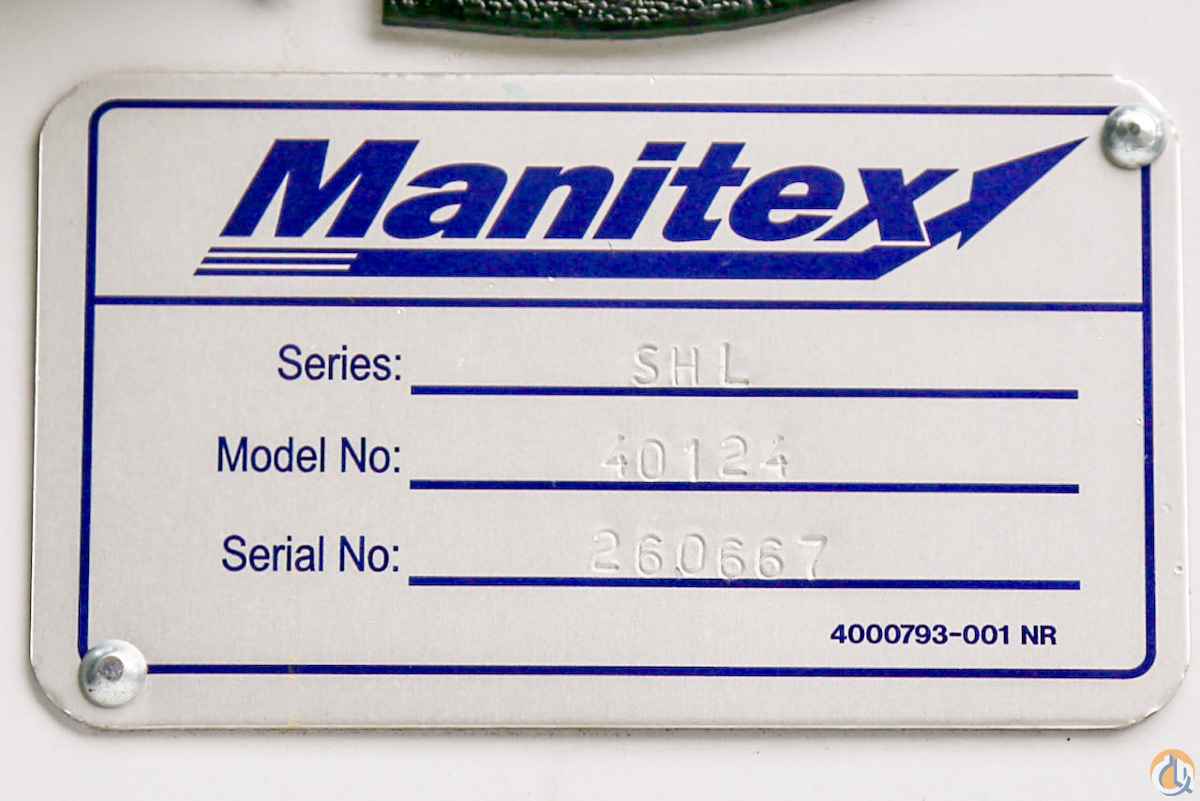 Manitex
Series: SHL
Model No: 40124
Serial No: 260667
4000793-001 NR